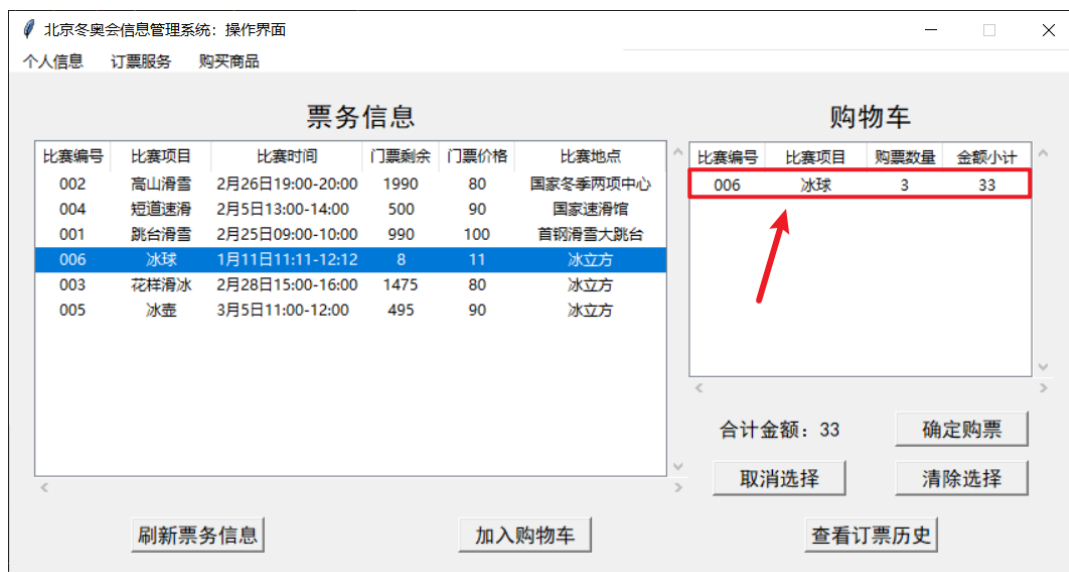 北京冬奥会信息管理系统：操作界面
个人信息 订票服务 购买商品
票务信息
比赛编号 比赛项目 比赛时间 门票剩余 门票价格 比赛地点
002 高山滑雪 2月26日19:00-20:00 1990 80 国家冬季两项中心
004 短道速滑 2月5日13:00-14:00 500 90 国家速滑馆
001 跳台滑雪 2月25日09:00-10:00 990 100 首钢滑雪大跳台
006 冰球 1月11日11:11-12:12 8 11 冰立方
003 花样滑冰 2月28日15:00-16:00 1475 80 冰立方
005 冰壶 3月5日11:00-12:00 495 90 冰立方
购物车
比赛编号 比赛项目 购票数量 金额小计
006 冰球 3 33
合计金额：33 确定购票
取消选择 清除选择
刷新票务信息 加入购物车 查看订票历史